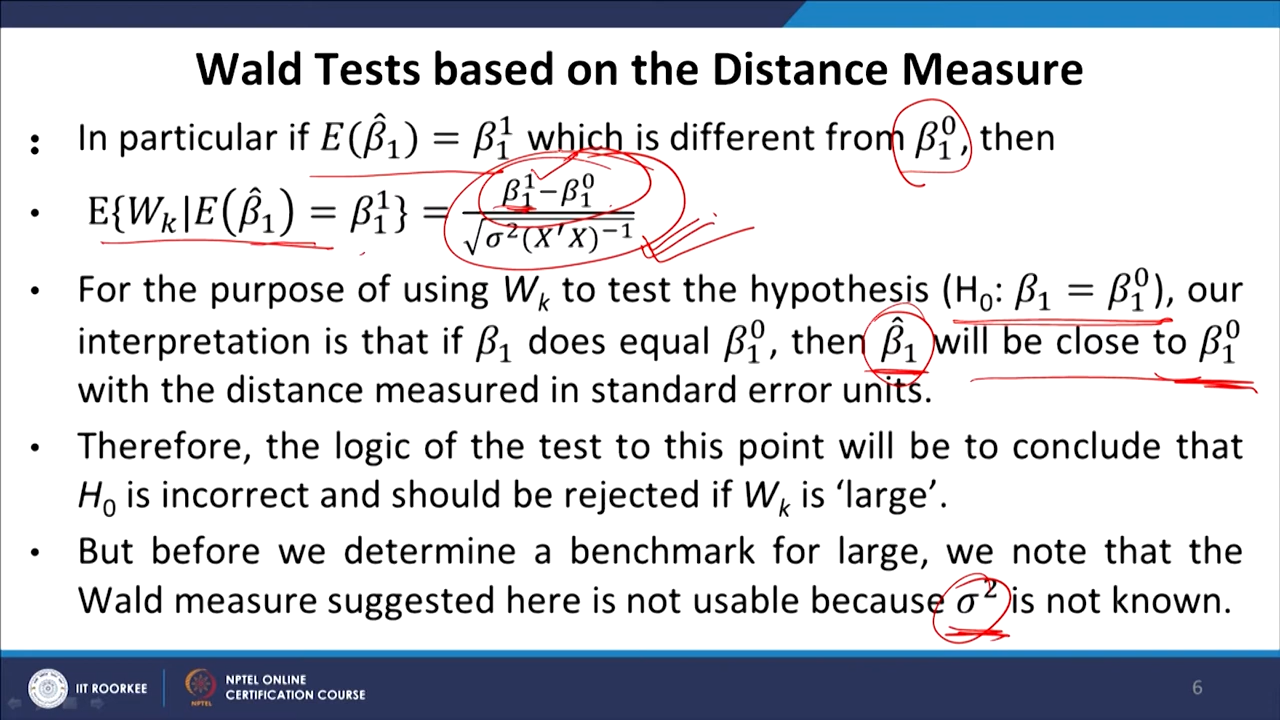 Wald Tests based on the Distance Measure
: In particular if E(β̂₁) = β₁¹ which is different from β₁⁰, then
• E{Wₖ|E(β̂₁) = β₁¹} = (β₁¹−β₁⁰)/√(σ²(X′X)⁻¹)
• For the purpose of using Wₖ to test the hypothesis (H₀: β₁ = β₁⁰), our
interpretation is that if β₁ does equal β₁⁰, then β̂₁ will be close to β₁⁰
with the distance measured in standard error units.
• Therefore, the logic of the test to this point will be to conclude that
H₀ is incorrect and should be rejected if Wₖ is ‘large’.
• But before we determine a benchmark for large, we note that the
Wald measure suggested here is not usable because σ² is not known.
IIT ROORKEE
NPTEL ONLINE
CERTIFICATION COURSE
NPTEL
6